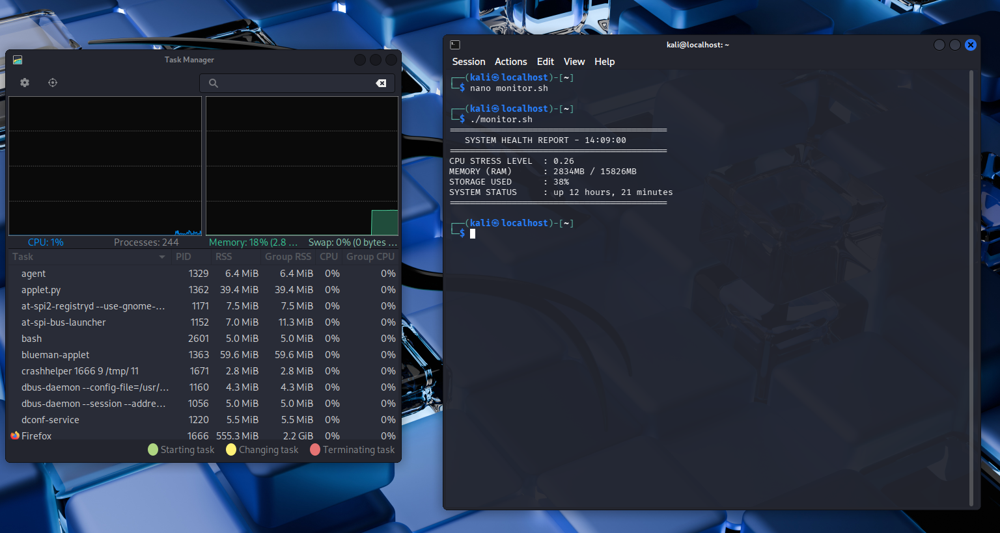 Task Manager
CPU: 1%
Processes: 244
Memory: 18% (2.8 ...
Swap: 0% (0 bytes ...
Task PID RSS Group RSS CPU Group CPU
agent 1329 6.4 MiB 6.4 MiB 0% 0%
applet.py 1362 39.4 MiB 39.4 MiB 0% 0%
at-spi2-registryd --use-gnome-... 1171 7.5 MiB 7.5 MiB 0% 0%
at-spi-bus-launcher 1152 7.0 MiB 11.3 MiB 0% 0%
bash 2601 5.0 MiB 5.0 MiB 0% 0%
blueman-applet 1363 59.6 MiB 59.6 MiB 0% 0%
crashhelper 1666 9 /tmp/ 11 1671 2.8 MiB 2.8 MiB 0% 0%
dbus-daemon --config-file=/usr/... 1160 4.3 MiB 4.3 MiB 0% 0%
dbus-daemon --session --addre... 1056 5.0 MiB 5.0 MiB 0% 0%
dconf-service 1220 5.5 MiB 5.5 MiB 0% 0%
Firefox 1666 555.3 MiB 2.2 GiB 0% 0%
Starting task Changing task Terminating task
kali@localhost: ~
Session Actions Edit View Help
┌──(kali㉿localhost)-[~]
└─$ nano monitor.sh
┌──(kali㉿localhost)-[~]
└─$ ./monitor.sh
SYSTEM HEALTH REPORT - 14:09:00
CPU STRESS LEVEL : 0.26
MEMORY (RAM) : 2834MB / 15826MB
STORAGE USED : 38%
SYSTEM STATUS : up 12 hours, 21 minutes
┌──(kali㉿localhost)-[~]
└─$